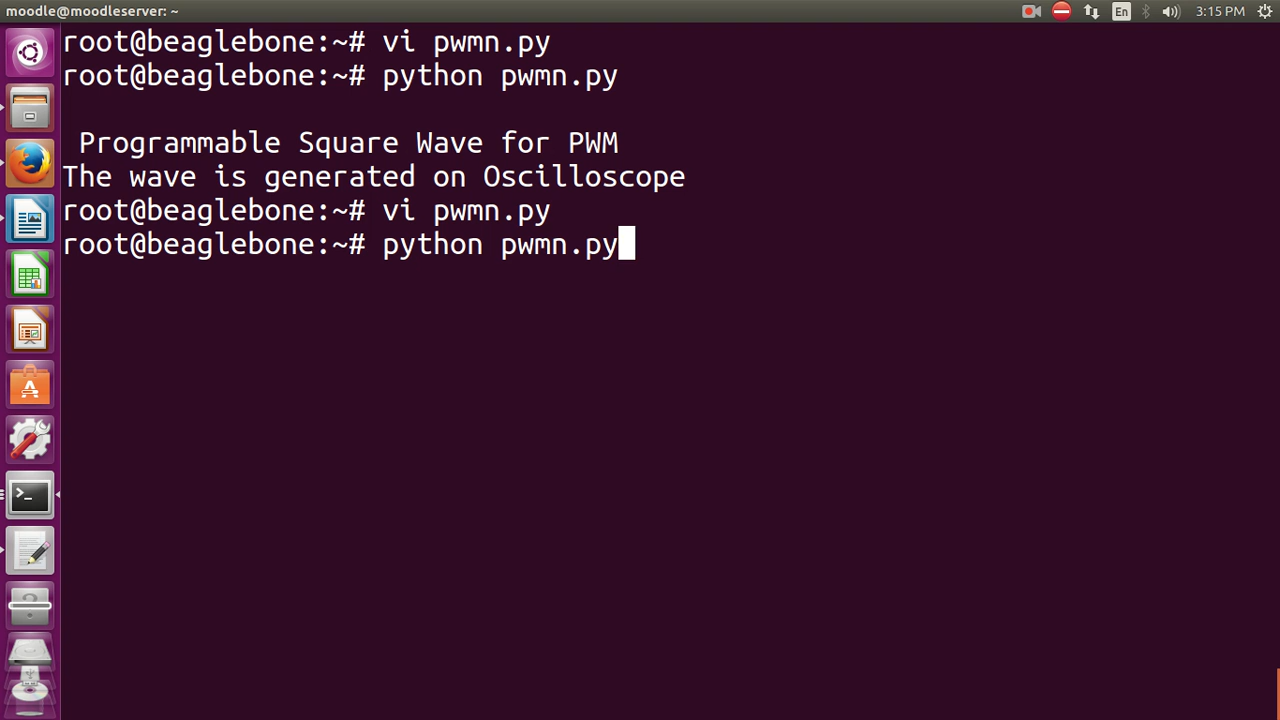 moodle@moodleserver: ~
En
3:15 PM
root@beaglebone:~# vi pwmn.py
root@beaglebone:~# python pwmn.py
Programmable Square Wave for PWM
The wave is generated on Oscilloscope
root@beaglebone:~# vi pwmn.py
root@beaglebone:~# python pwmn.py